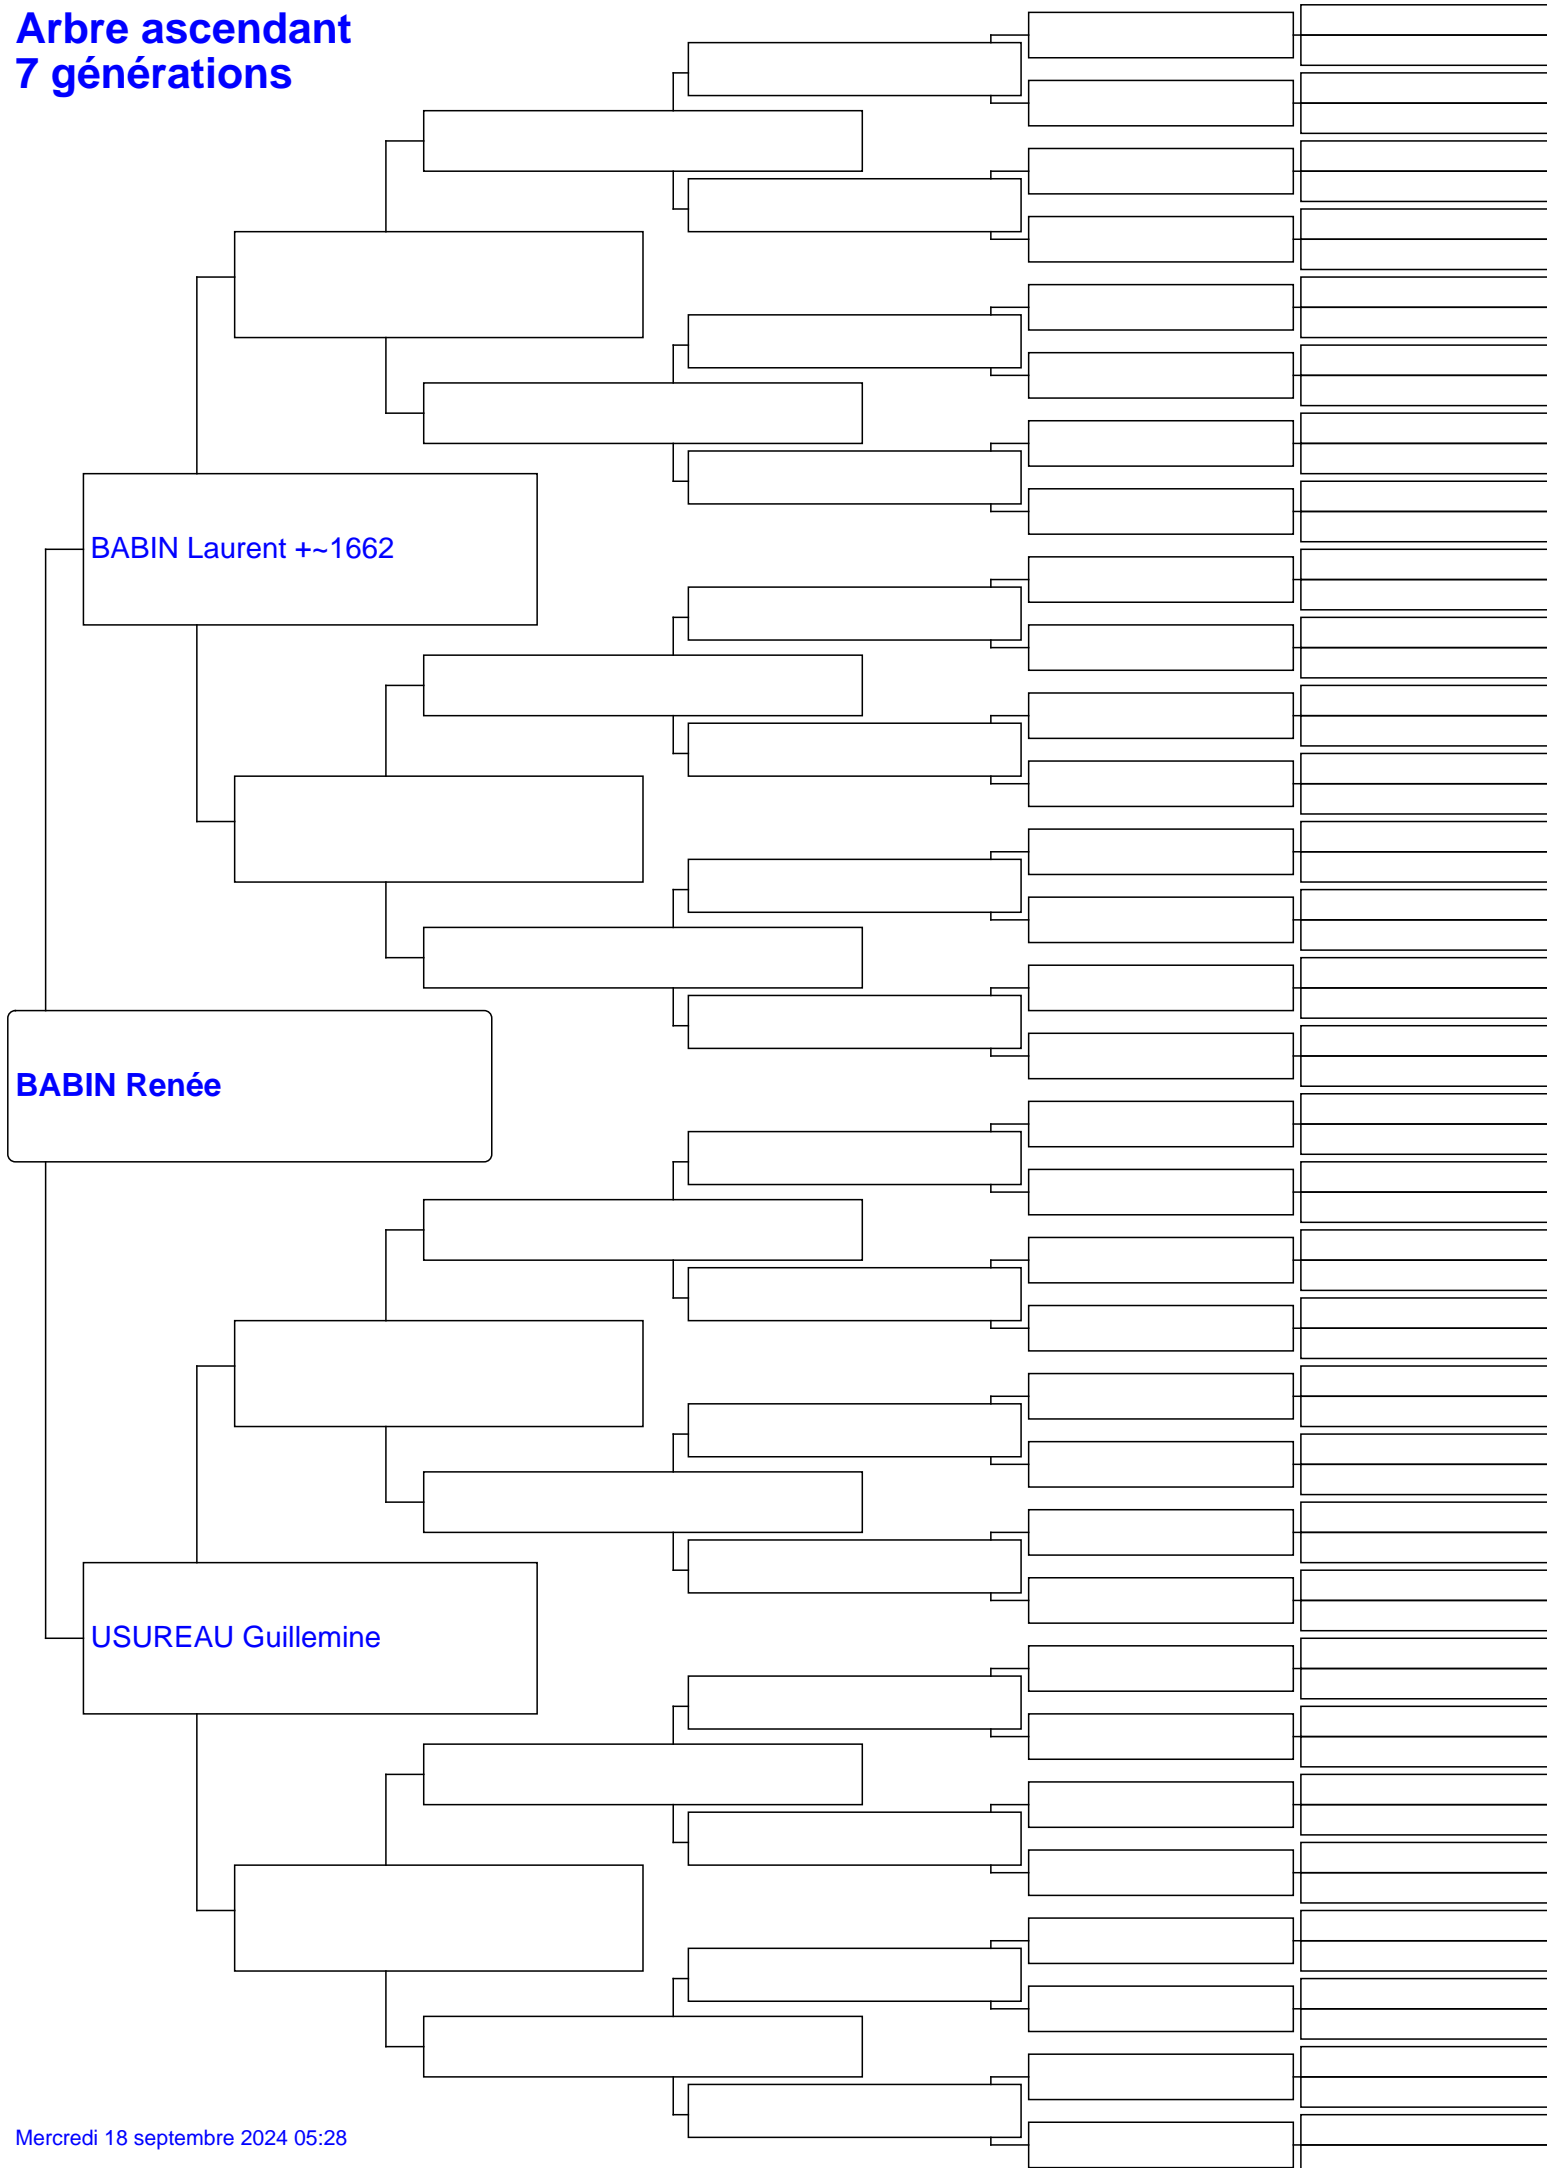 Arbre ascendant
7 générations
BABIN Laurent +~1662
BABIN Renée
USUREAU Guillemine
Mercredi 18 septembre 2024 05:28